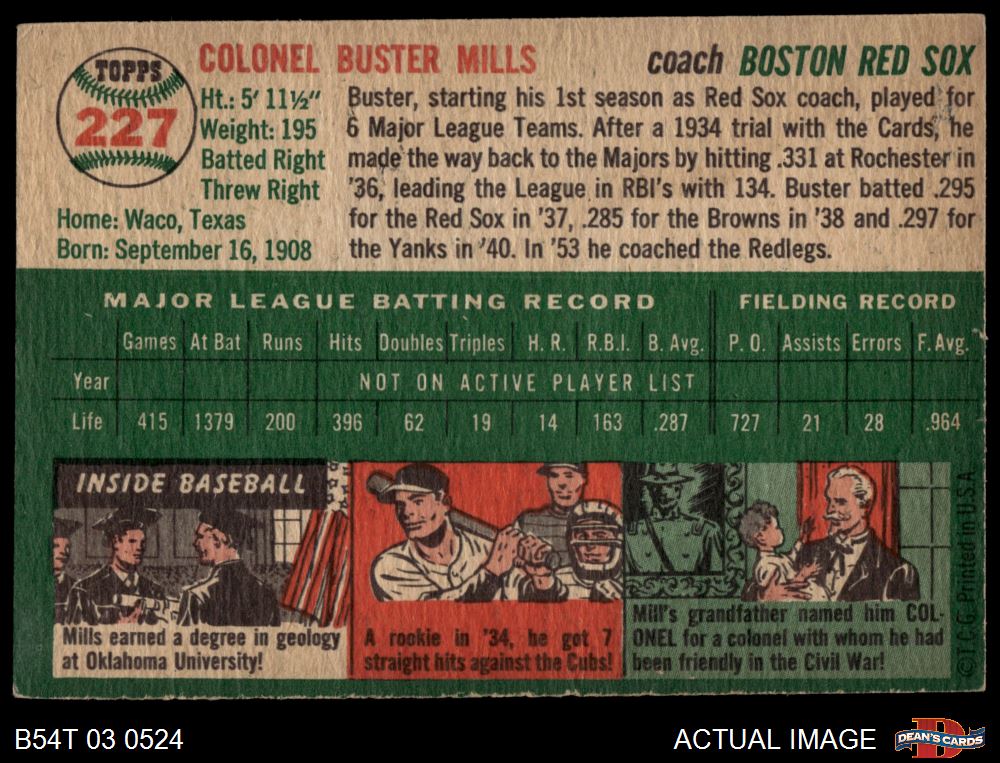 TOPPS
227
COLONEL BUSTER MILLS
coach BOSTON RED SOX
Ht.: 5' 11½"
Weight: 195
Batted Right
Threw Right
Home: Waco, Texas
Born: September 16, 1908
Buster, starting his 1st season as Red Sox coach, played for
6 Major League Teams. After a 1934 trial with the Cards, he
made the way back to the Majors by hitting .331 at Rochester in
'36, leading the League in RBI's with 134. Buster batted .295
for the Red Sox in '37, .285 for the Browns in '38 and .297 for
the Yanks in '40. In '53 he coached the Redlegs.
MAJOR LEAGUE BATTING RECORD FIELDING RECORD
Games At Bat Runs Hits Doubles Triples H. R. R.B.I. B. Avg. P. O. Assists Errors F. Avg.
Year NOT ON ACTIVE PLAYER LIST
Life 415 1379 200 396 62 19 14 163 .287 727 21 28 .964
INSIDE BASEBALL
Mills earned a degree in geology
at Oklahoma University!
A rookie in '34, he got 7
straight hits against the Cubs!
Mill's grandfather named him COL-
ONEL for a colonel with whom he had
been friendly in the Civil War!
©T.C.G. Printed in U.S.A.
B54T 03 0524
ACTUAL IMAGE
D
DEAN'S CARDS